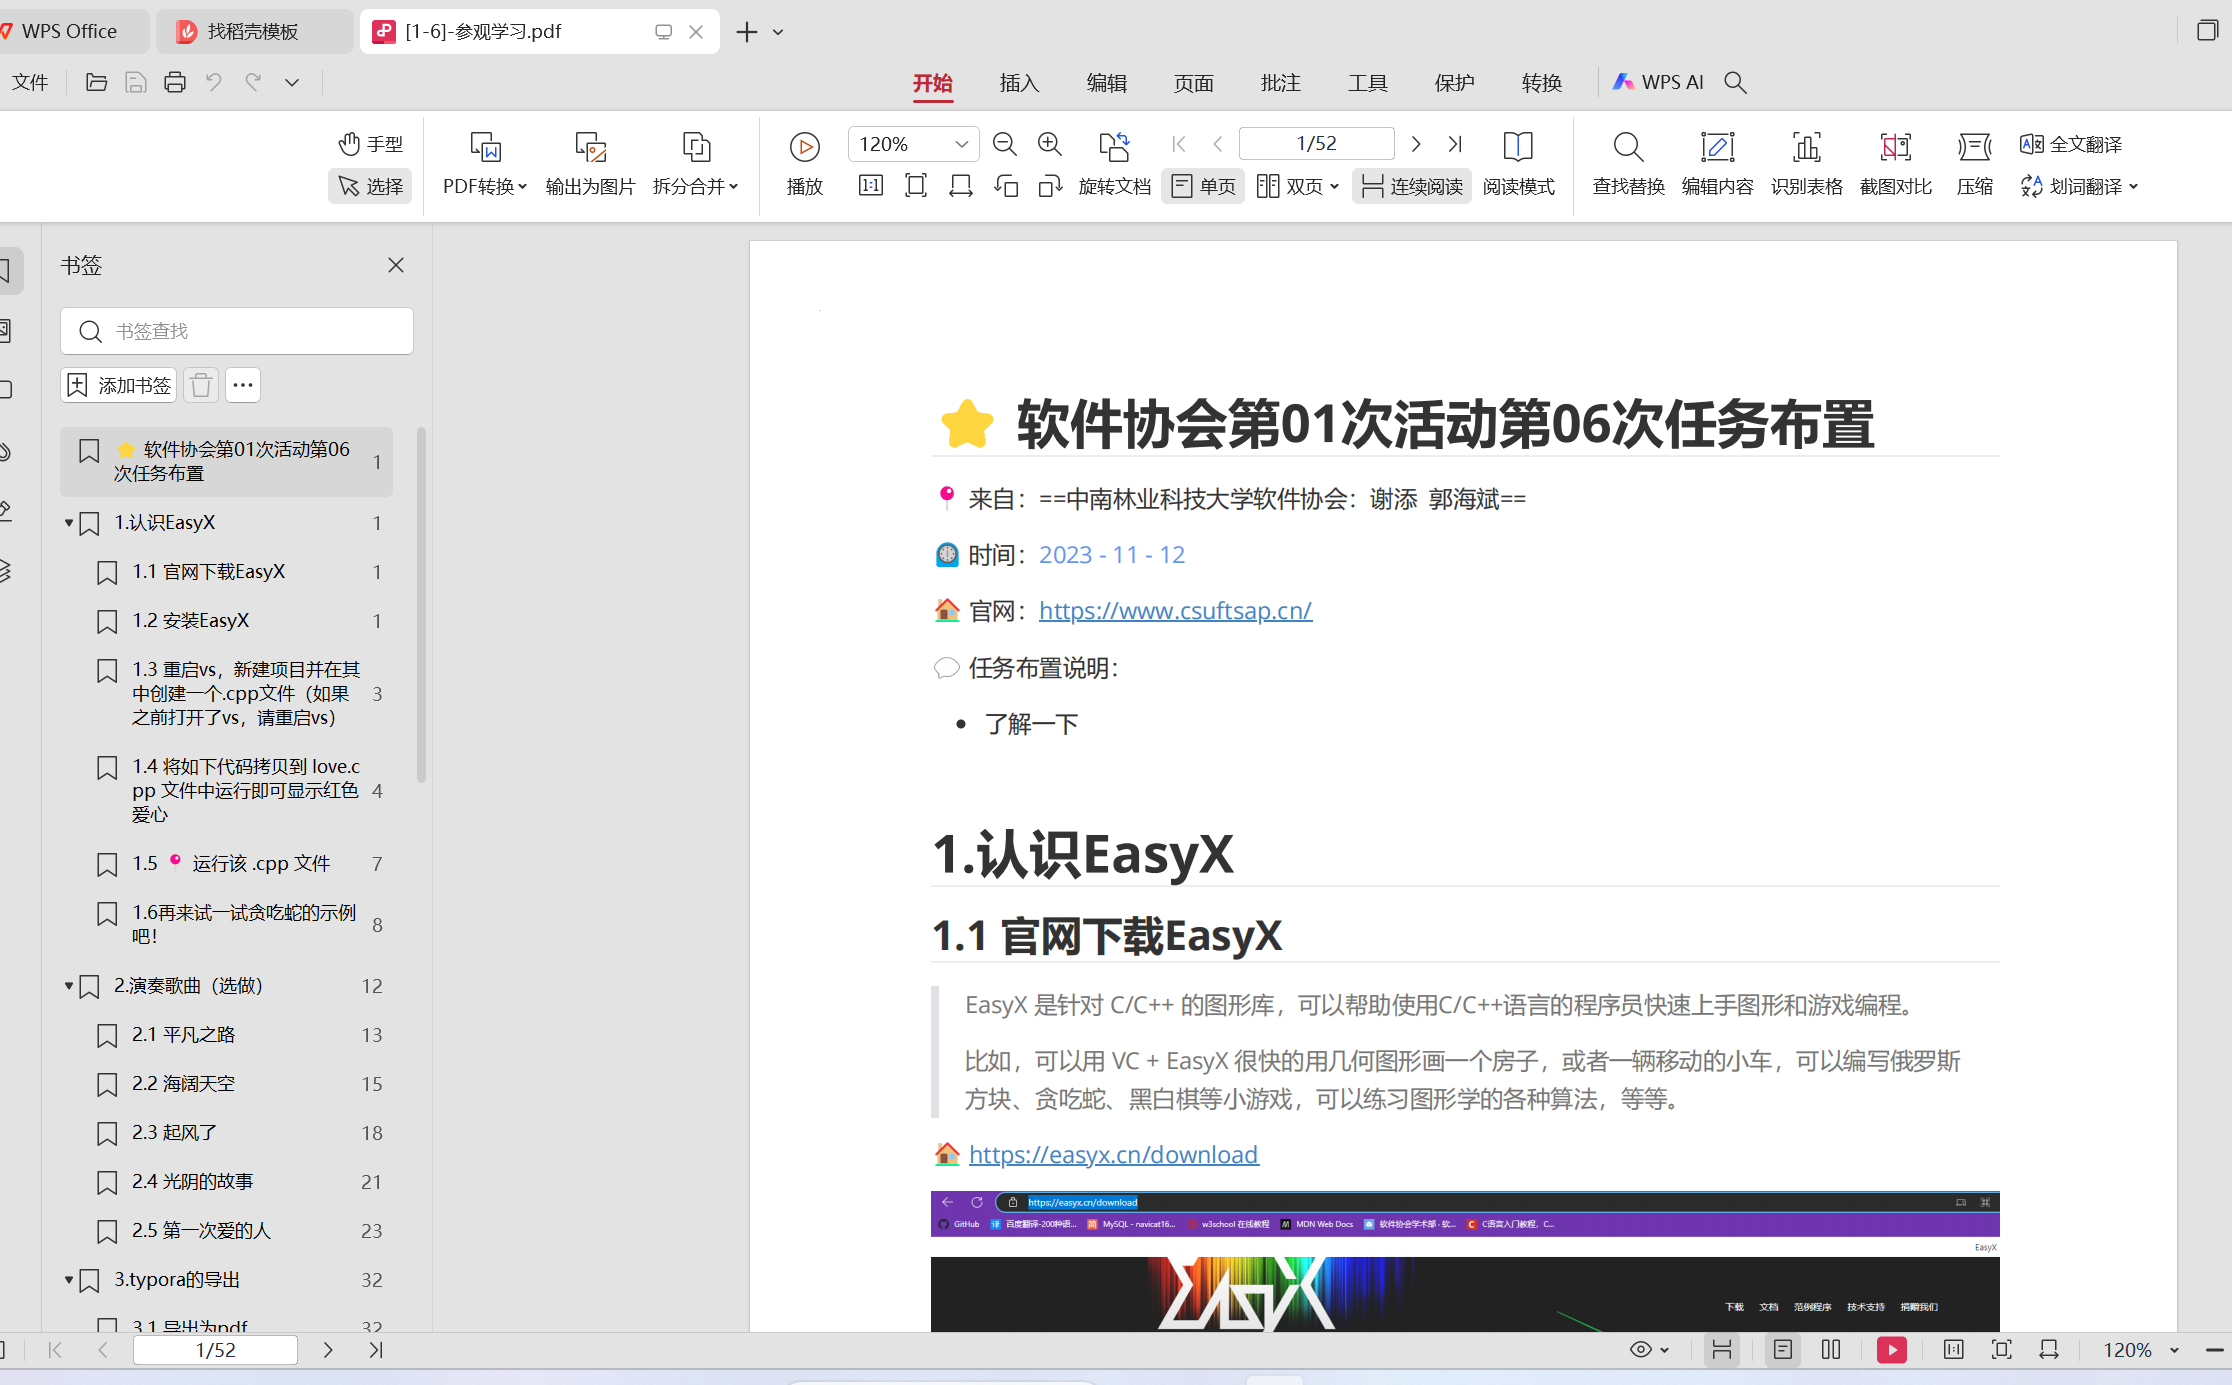 WPS Office
找稻壳模板
[1-6]-参观学习.pdf
文件
开始 插入 编辑 页面 批注 工具 保护 转换 WPS AI
手型
选择
PDF转换
输出为图片
拆分合并
播放
120%
1:1
旋转文档
1/52
单页
双页
连续阅读
阅读模式
查找替换
编辑内容
识别表格
截图对比
压缩
全文翻译
划词翻译
书签
书签查找
添加书签
⭐ 软件协会第01次活动第06
次任务布置 1
1.认识EasyX 1
1.1 官网下载EasyX 1
1.2 安装EasyX 1
1.3 重启vs，新建项目并在其
中创建一个.cpp文件（如果 3
之前打开了vs，请重启vs）
1.4 将如下代码拷贝到 love.c
pp 文件中运行即可显示红色 4
爱心
1.5 📍 运行该 .cpp 文件 7
1.6再来试一试贪吃蛇的示例
吧！ 8
2.演奏歌曲（选做） 12
2.1 平凡之路 13
2.2 海阔天空 15
2.3 起风了 18
2.4 光阴的故事 21
2.5 第一次爱的人 23
3.typora的导出 32
3.1 导出为pdf 32
⭐ 软件协会第01次活动第06次任务布置
📍 来自：==中南林业科技大学软件协会：谢添 郭海斌==
时间：2023 - 11 - 12
🏠 官网：https://www.csuftsap.cn/
💬 任务布置说明：
• 了解一下
1.认识EasyX
1.1 官网下载EasyX
EasyX 是针对 C/C++ 的图形库，可以帮助使用C/C++语言的程序员快速上手图形和游戏编程。
比如，可以用 VC + EasyX 很快的用几何图形画一个房子，或者一辆移动的小车，可以编写俄罗斯
方块、贪吃蛇、黑白棋等小游戏，可以练习图形学的各种算法，等等。
🏠 https://easyx.cn/download
https://easyx.cn/download
GitHub 百度翻译-200种语... MySQL - navicat16... w3school 在线教程 MDN Web Docs 软件协会学术部 - 软... C语言入门教程，C...
EasyX
EasyX
下载 文档 范例程序 技术支持 捐赠我们
1/52
120%